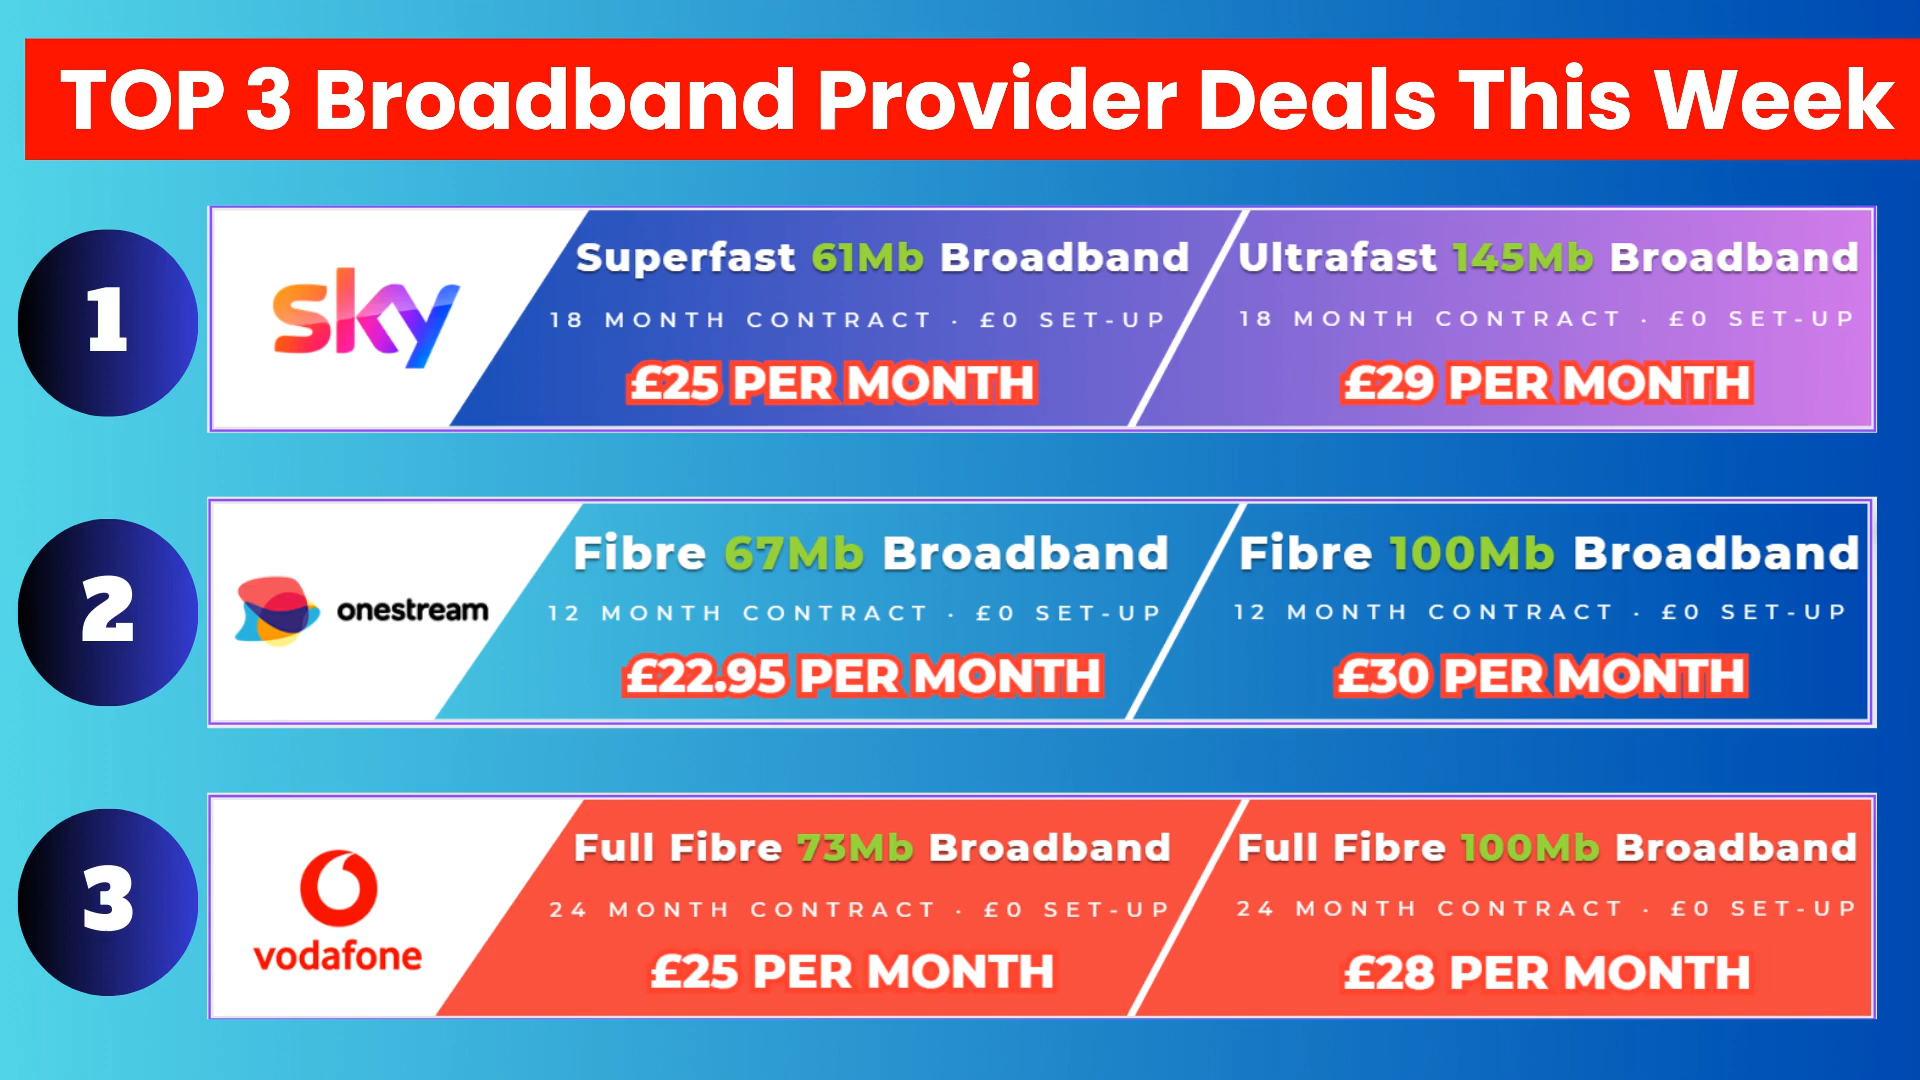 TOP 3 Broadband Provider Deals This Week
1
sky
Superfast 61Mb Broadband
18 MONTH CONTRACT · £0 SET-UP
£25 PER MONTH
Ultrafast 145Mb Broadband
18 MONTH CONTRACT · £0 SET-UP
£29 PER MONTH
2
onestream
Fibre 67Mb Broadband
12 MONTH CONTRACT · £0 SET-UP
£22.95 PER MONTH
Fibre 100Mb Broadband
12 MONTH CONTRACT · £0 SET-UP
£30 PER MONTH
3
vodafone
Full Fibre 73Mb Broadband
24 MONTH CONTRACT · £0 SET-UP
£25 PER MONTH
Full Fibre 100Mb Broadband
24 MONTH CONTRACT · £0 SET-UP
£28 PER MONTH